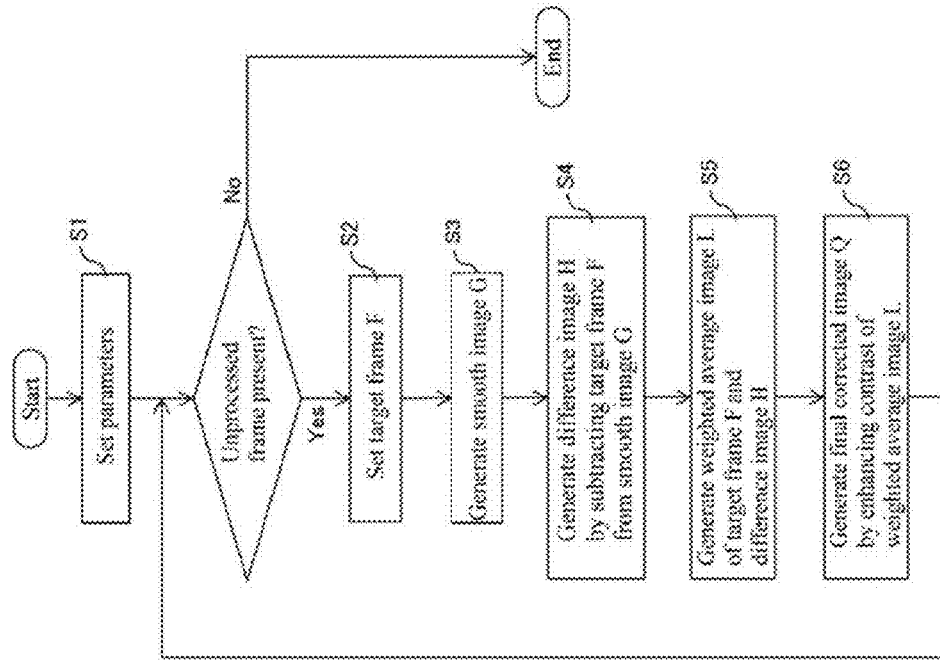 Start
S1
Set parameters
Unprocessed
frame present?
No
Yes
End
S2
Set target frame F
S3
Generate smooth image G
S4
Generate difference image H
by subtracting target frame F
from smooth image G
S5
Generate weighted average image L
of target frame F and
difference image H
S6
Generate final corrected image Q
by enhancing contrast of
weighted average image L